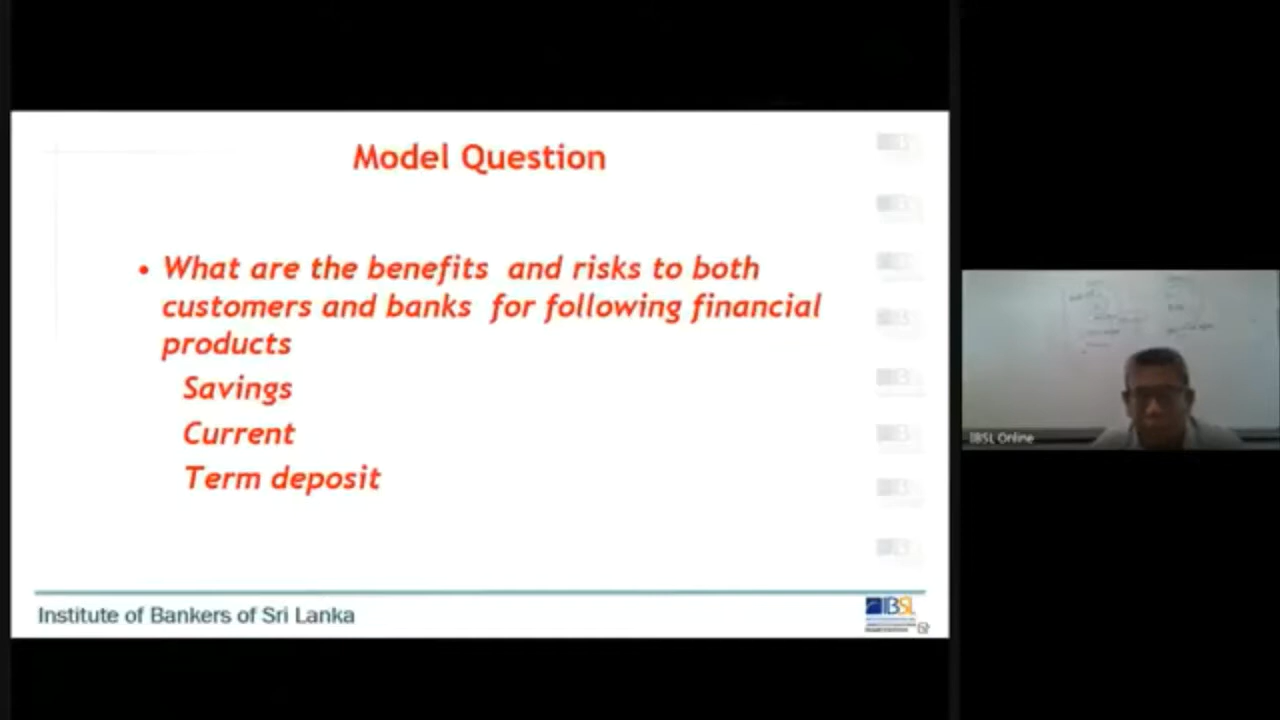 Model Question
• What are the benefits and risks to both
customers and banks for following financial
products
Savings
Current
Term deposit
Institute of Bankers of Sri Lanka
IBSL
IBSL Online